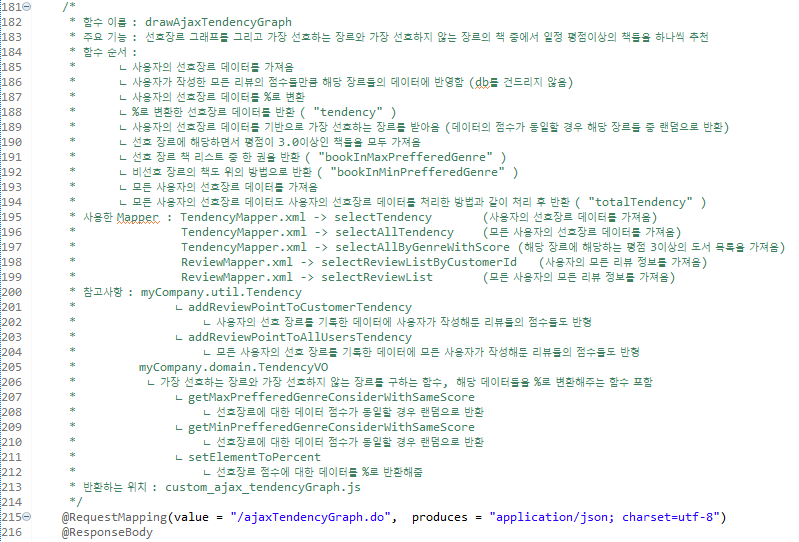 181 /*
182 * 함수 이름 : drawAjaxTendencyGraph
183 * 주요 기능 : 선호장르 그래프를 그리고 가장 선호하는 장르와 가장 선호하지 않는 장르의 책 중에서 일정 평점이상의 책들을 하나씩 추천
184 * 함수 순서 :
185 * ㄴ 사용자의 선호장르 데이터를 가져옴
186 * ㄴ 사용자가 작성한 모든 리뷰의 점수들만큼 해당 장르들의 데이터에 반영함 (db를 건드리지 않음)
187 * ㄴ 사용자의 선호장르 데이터를 %로 변환
188 * ㄴ %로 변환한 선호장르 데이터를 반환 ( "tendency" )
189 * ㄴ 사용자의 선호장르 데이터를 기반으로 가장 선호하는 장르를 받아옴 (데이터의 점수가 동일할 경우 해당 장르들 중 랜덤으로 반환)
190 * ㄴ 선호 장르에 해당하면서 평점이 3.0이상인 책들을 모두 가져옴
191 * ㄴ 선호 장르 책 리스트 중 한 권을 반환 ( "bookInMaxPrefferedGenre" )
192 * ㄴ 비선호 장르의 책도 위의 방법으로 반환 ( "bookInMinPrefferedGenre" )
193 * ㄴ 모든 사용자의 선호장르 데이터를 가져옴
194 * ㄴ 모든 사용자의 선호장르 데이터도 사용자의 선호장르 데이터를 처리한 방법과 같이 처리 후 반환 ( "totalTendency" )
195 * 사용한 Mapper : TendencyMapper.xml -> selectTendency (사용자의 선호장르 데이터를 가져옴)
196 * TendencyMapper.xml -> selectAllTendency (모든 사용자의 선호장르 데이터를 가져옴)
197 * TendencyMapper.xml -> selectAllByGenreWithScore (해당 장르에 해당하는 평점 3이상의 도서 목록을 가져옴)
198 * ReviewMapper.xml -> selectReviewListByCustomerId (사용자의 모든 리뷰 정보를 가져옴)
199 * ReviewMapper.xml -> selectReviewList (모든 사용자의 모든 리뷰 정보를 가져옴)
200 * 참고사항 : myCompany.util.Tendency
201 * ㄴ addReviewPointToCustomerTendency
202 * ㄴ 사용자의 선호 장르를 기록한 데이터에 사용자가 작성해둔 리뷰들의 점수들도 반형
203 * ㄴ addReviewPointToAllUsersTendency
204 * ㄴ 모든 사용자의 선호 장르를 기록한 데이터에 모든 사용자가 작성해둔 리뷰들의 점수들도 반형
205 * myCompany.domain.TendencyVO
206 * ㄴ 가장 선호하는 장르와 가장 선호하지 않는 장르를 구하는 함수, 해당 데이터들을 %로 변환해주는 함수 포함
207 * ㄴ getMaxPrefferedGenreConsiderWithSameScore
208 * ㄴ 선호장르에 대한 데이터 점수가 동일할 경우 랜덤으로 반환
209 * ㄴ getMinPrefferedGenreConsiderWithSameScore
210 * ㄴ 선호장르에 대한 데이터 점수가 동일할 경우 랜덤으로 반환
211 * ㄴ setElementToPercent
212 * ㄴ 선호장르 점수에 대한 데이터를 %로 반환해줌
213 * 반환하는 위치 : custom_ajax_tendencyGraph.js
214 */
215 @RequestMapping(value = "/ajaxTendencyGraph.do", produces = "application/json; charset=utf-8")
216 @ResponseBody